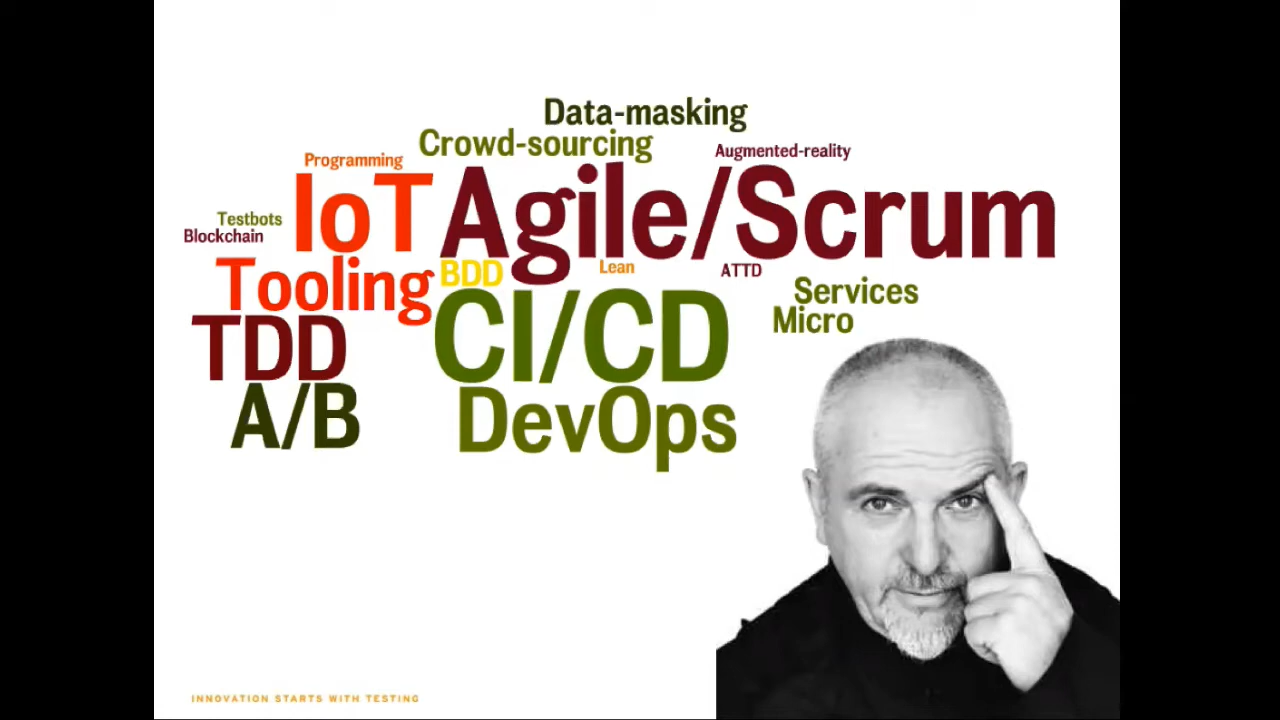 Data-masking
Crowd-sourcing
Augmented-reality
Programming
IoT Agile/Scrum
Testbots
Blockchain
Tooling BDD Lean ATTD
Services
Micro
TDD CI/CD
A/B DevOps
INNOVATION STARTS WITH TESTING